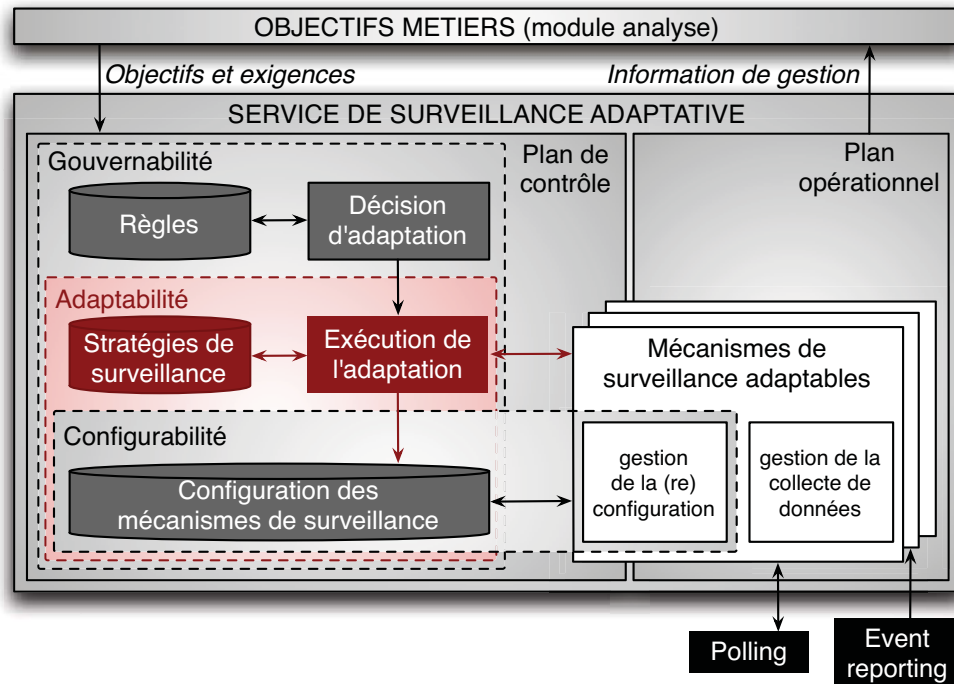 OBJECTIFS METIERS (module analyse)
Objectifs et exigences
Information de gestion
SERVICE DE SURVEILLANCE ADAPTATIVE
Gouvernabilité
Plan de
contrôle
Plan
opérationnel
Règles
Décision
d'adaptation
Adaptabilité
Stratégies de
surveillance
Exécution de
l'adaptation
Mécanismes de
surveillance adaptables
Configurabilité
Configuration des
mécanismes de surveillance
gestion
de la (re)
configuration
gestion de la
collecte de
données
Polling
Event
reporting